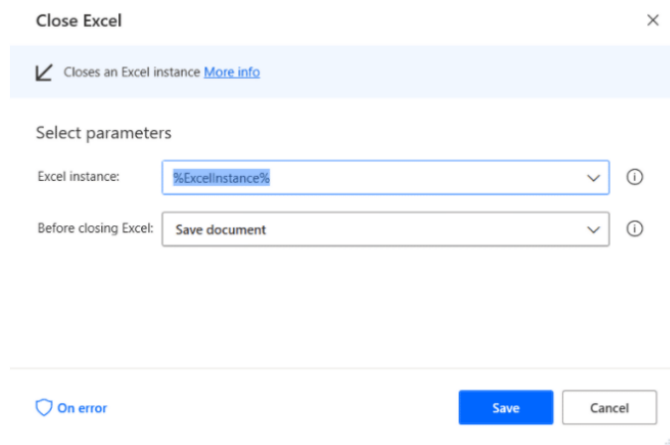 Close Excel
Closes an Excel instance More info
Select parameters
Excel instance: %ExcelInstance%
Before closing Excel: Save document
On error Save Cancel